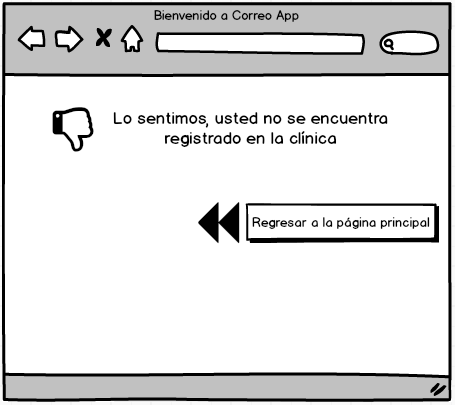 Bienvenido a Correo App
Lo sentimos, usted no se encuentra
registrado en la clínica
Regresar a la página principal